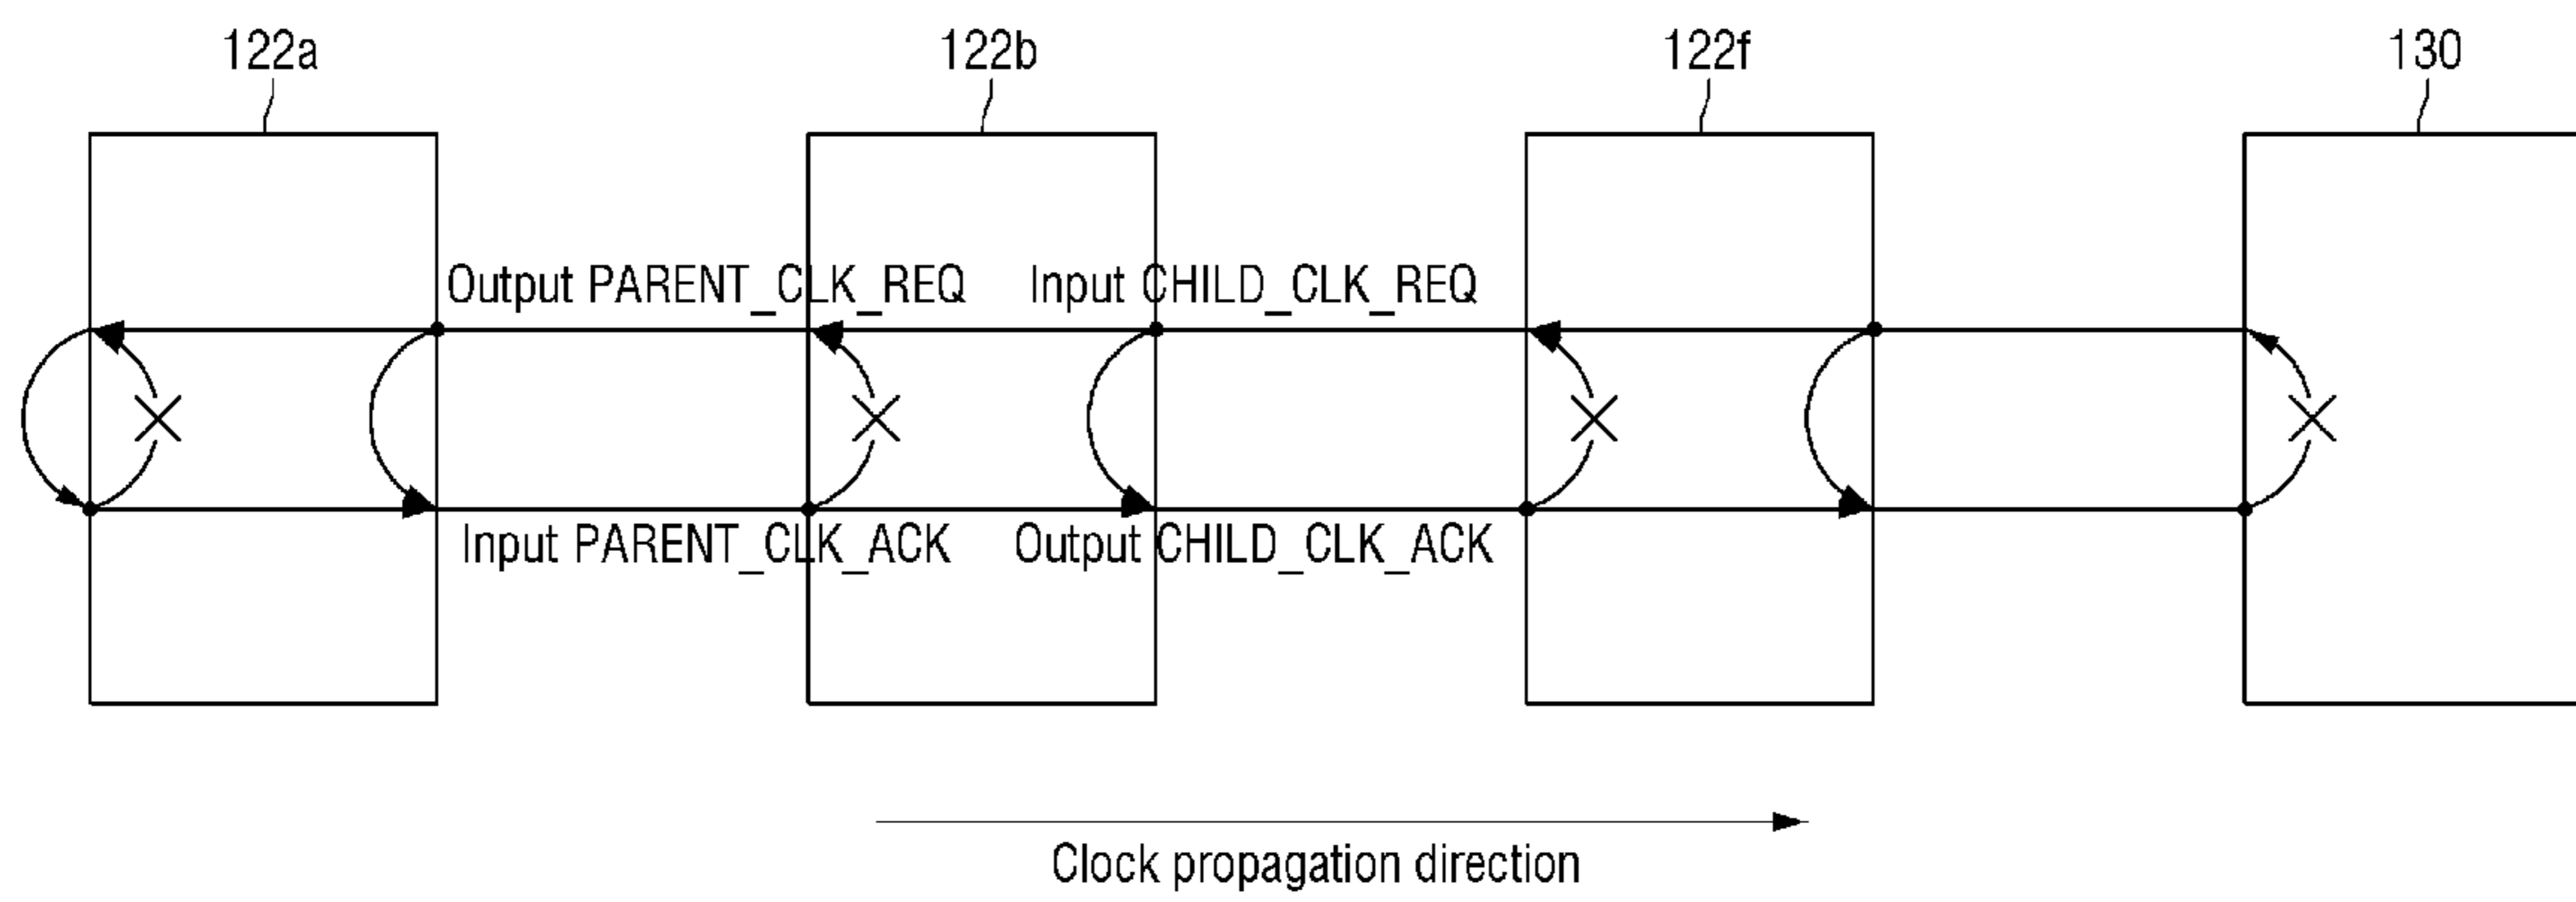 122a
122b
122f
130
Output PARENT_CLK_REQ
Input CHILD_CLK_REQ
Input PARENT_CLK_ACK
Output CHILD_CLK_ACK
Clock propagation direction